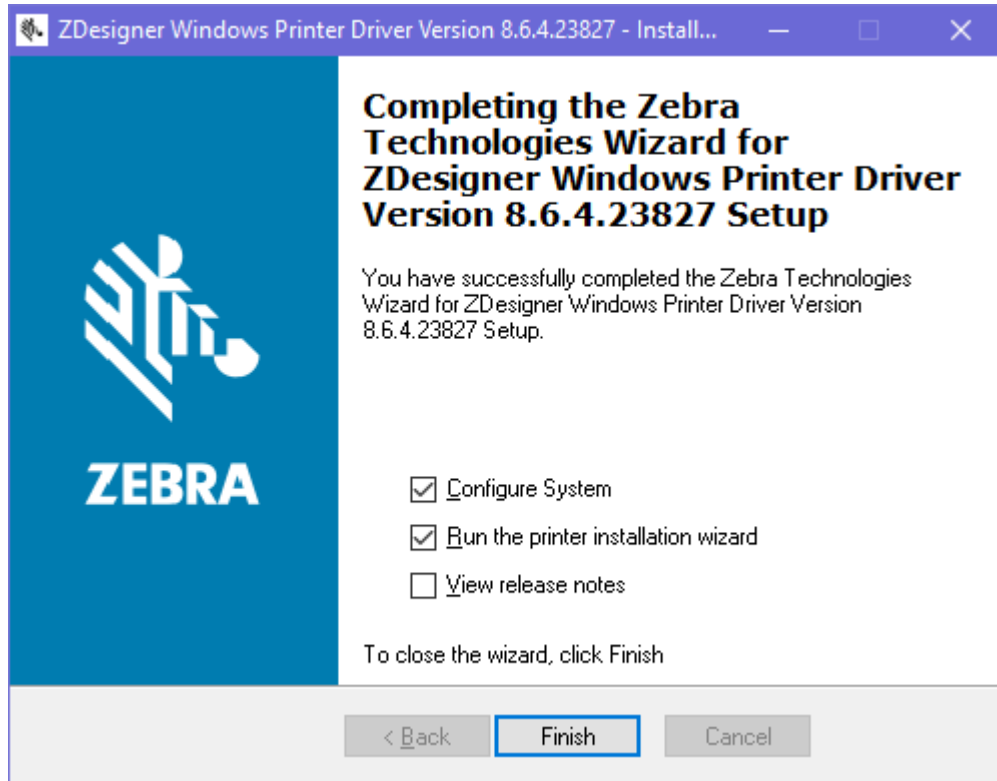 ZDesigner Windows Printer Driver Version 8.6.4.23827 - Install...
Completing the Zebra
Technologies Wizard for
ZDesigner Windows Printer Driver
Version 8.6.4.23827 Setup
You have successfully completed the Zebra Technologies
Wizard for ZDesigner Windows Printer Driver Version
8.6.4.23827 Setup.
ZEBRA
Configure System
Run the printer installation wizard
View release notes
To close the wizard, click Finish
< Back
Finish
Cancel